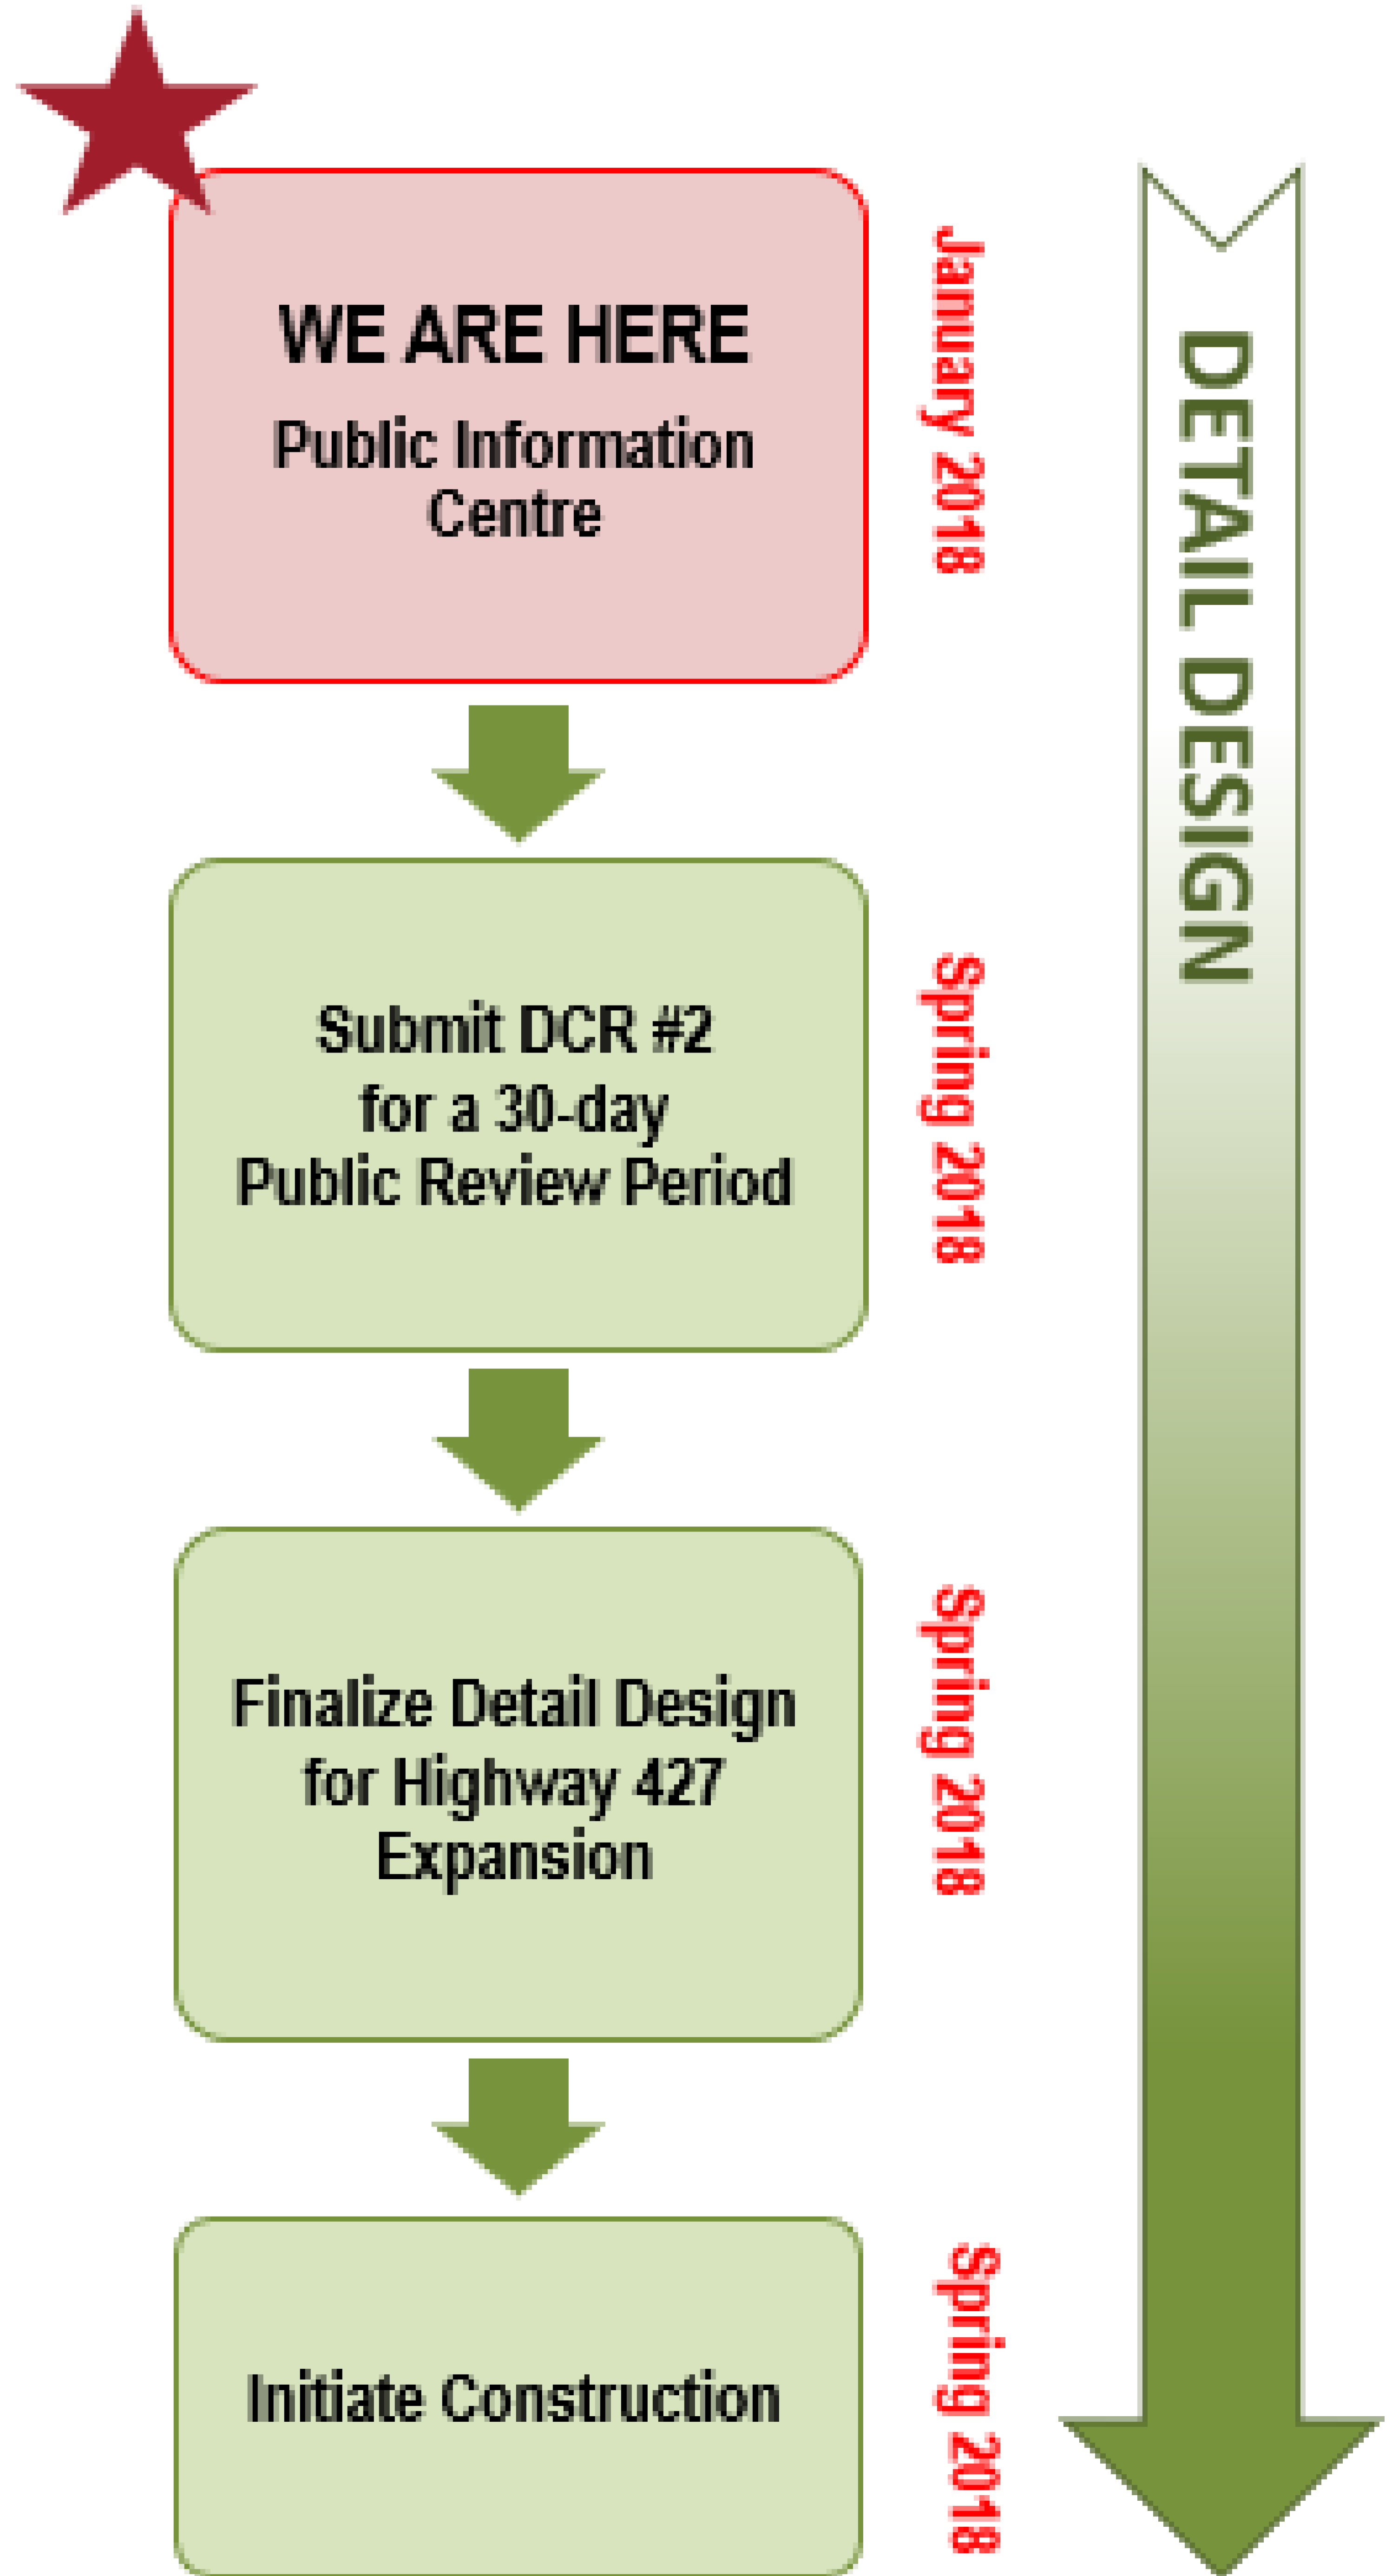 WE ARE HERE
Public Information
Centre
January 2018
Submit DCR #2
for a 30-day
Public Review Period
Spring 2018
Finalize Detail Design
for Highway 427
Expansion
Spring 2018
Initiate Construction
Spring 2018
DETAIL DESIGN